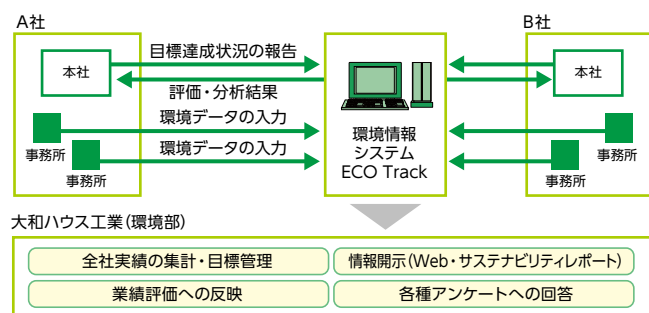 A社
B社
本社
目標達成状況の報告
評価・分析結果
環境データの入力
環境データの入力
事務所
事務所
環境情報
システム
ECO Track
本社
事務所
事務所
大和ハウス工業(環境部)
全社実績の集計・目標管理
情報開示(Web・サステナビリティレポート)
業績評価への反映
各種アンケートへの回答